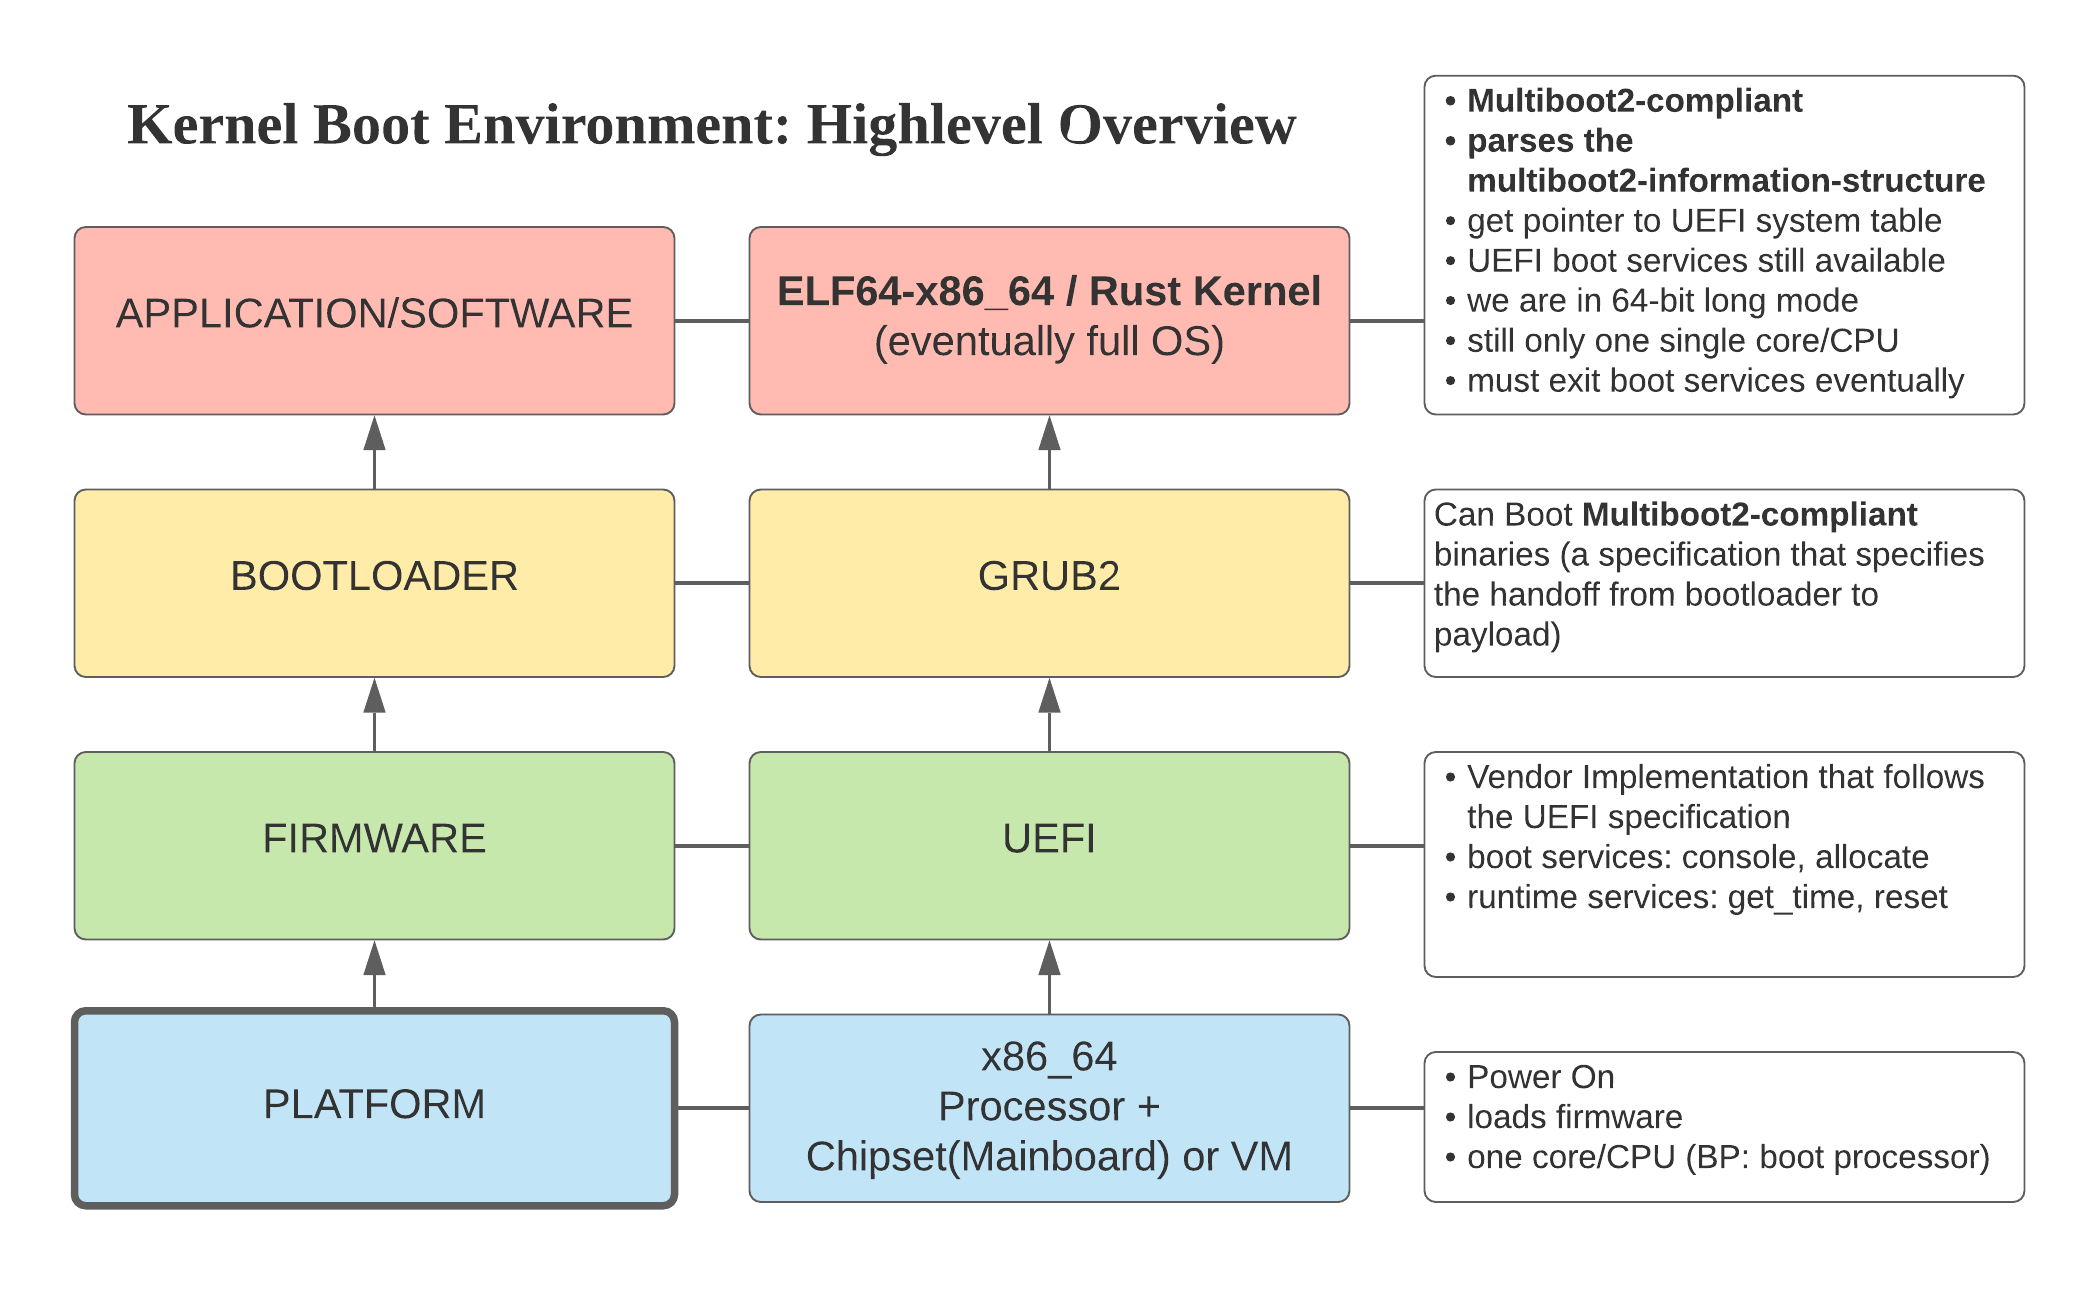 Kernel Boot Environment: Highlevel Overview
APPLICATION/SOFTWARE
ELF64-x86_64 / Rust Kernel
(eventually full OS)
• Multiboot2-compliant
• parses the
multiboot2-information-structure
• get pointer to UEFI system table
• UEFI boot services still available
• we are in 64-bit long mode
• still only one single core/CPU
• must exit boot services eventually
BOOTLOADER
GRUB2
Can Boot Multiboot2-compliant
binaries (a specification that specifies
the handoff from bootloader to
payload)
FIRMWARE
UEFI
• Vendor Implementation that follows
the UEFI specification
• boot services: console, allocate
• runtime services: get_time, reset
PLATFORM
x86_64
Processor +
Chipset(Mainboard) or VM
• Power On
• loads firmware
• one core/CPU (BP: boot processor)